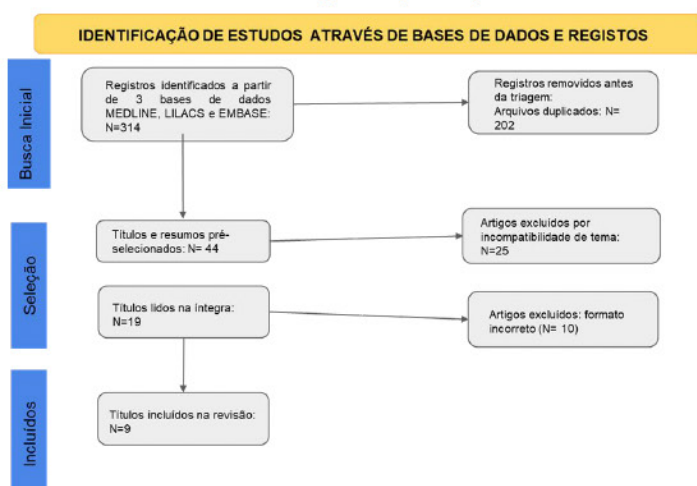 IDENTIFICAÇÃO DE ESTUDOS ATRAVÉS DE BASES DE DADOS E REGISTOS
Busca Inicial
Registros identificados a partir
de 3 bases de dados
MEDLINE, LILACS e EMBASE:
N=314
Registros removidos antes
da triagem:
Arquivos duplicados: N=
202
Seleção
Títulos e resumos pré-
selecionados: N= 44
Artigos excluídos por
incompatibilidade de tema:
N=25
Títulos lidos na íntegra:
N=19
Artigos excluídos: formato
incorreto (N= 10)
Incluídos
Títulos incluídos na revisão:
N=9